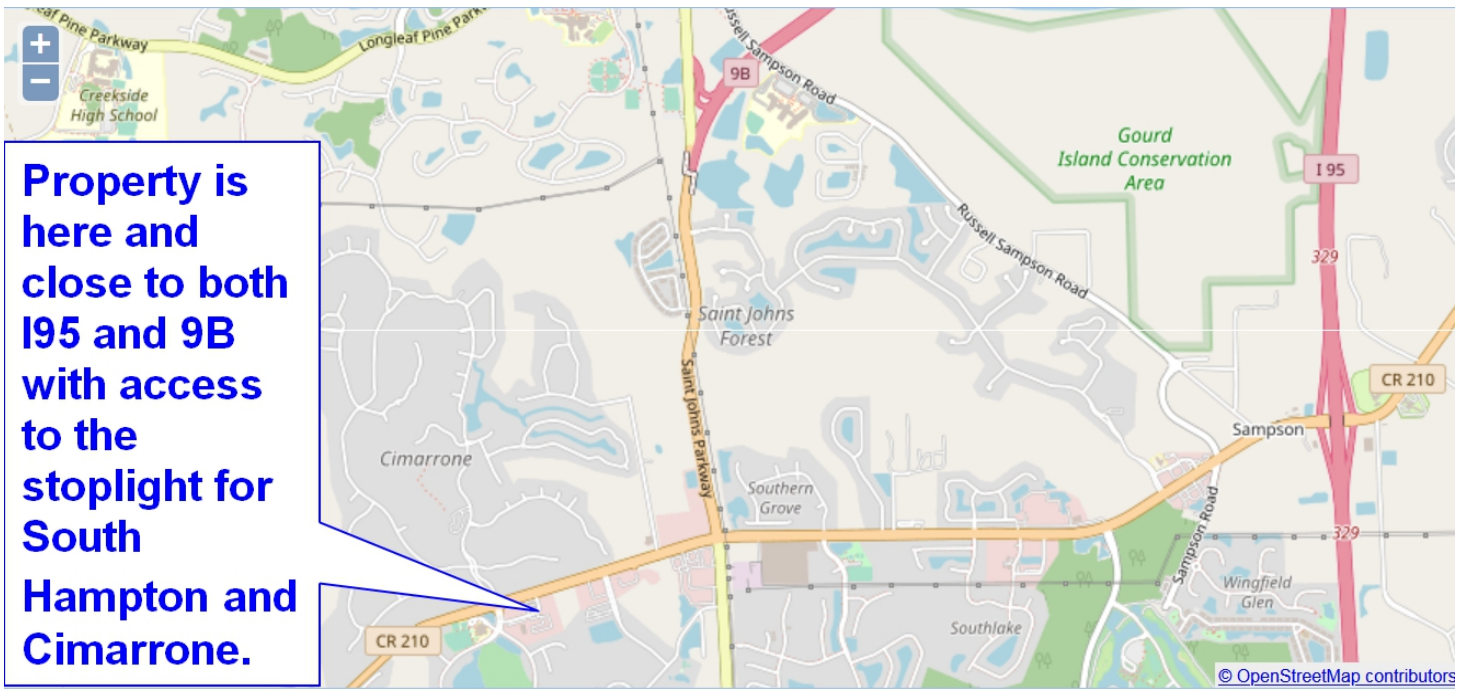 Longleaf Pine Parkway
Longleaf Pine Park
Russell Sampson Road
+
−
9B
Creekside
High School
Gourd
Island Conservation
Area
I 95
Property is
here and
close to both
I95 and 9B
with access
to the
stoplight for
South
Hampton and
Cimarrone.
Russell Sampson Road
329
Saint Johns
Forest
Saint Johns Parkway
CR 210
Sampson
Cimarrone
Southern
Grove
Sampson Road
329
Wingfield
Glen
Southlake
CR 210
© OpenStreetMap contributors